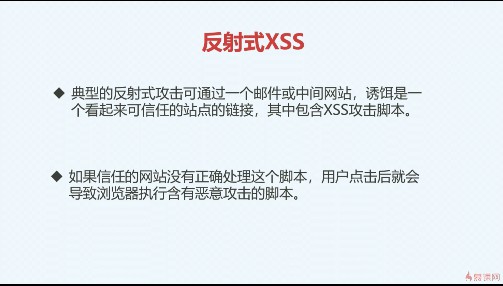 反射式XSS
◆ 典型的反射式攻击可通过一个邮件或中间网站，诱饵是一
个看起来可信任的站点的链接，其中包含XSS攻击脚本。
◆ 如果信任的网站没有正确处理这个脚本，用户点击后就会
导致浏览器执行含有恶意攻击的脚本。
慕课网